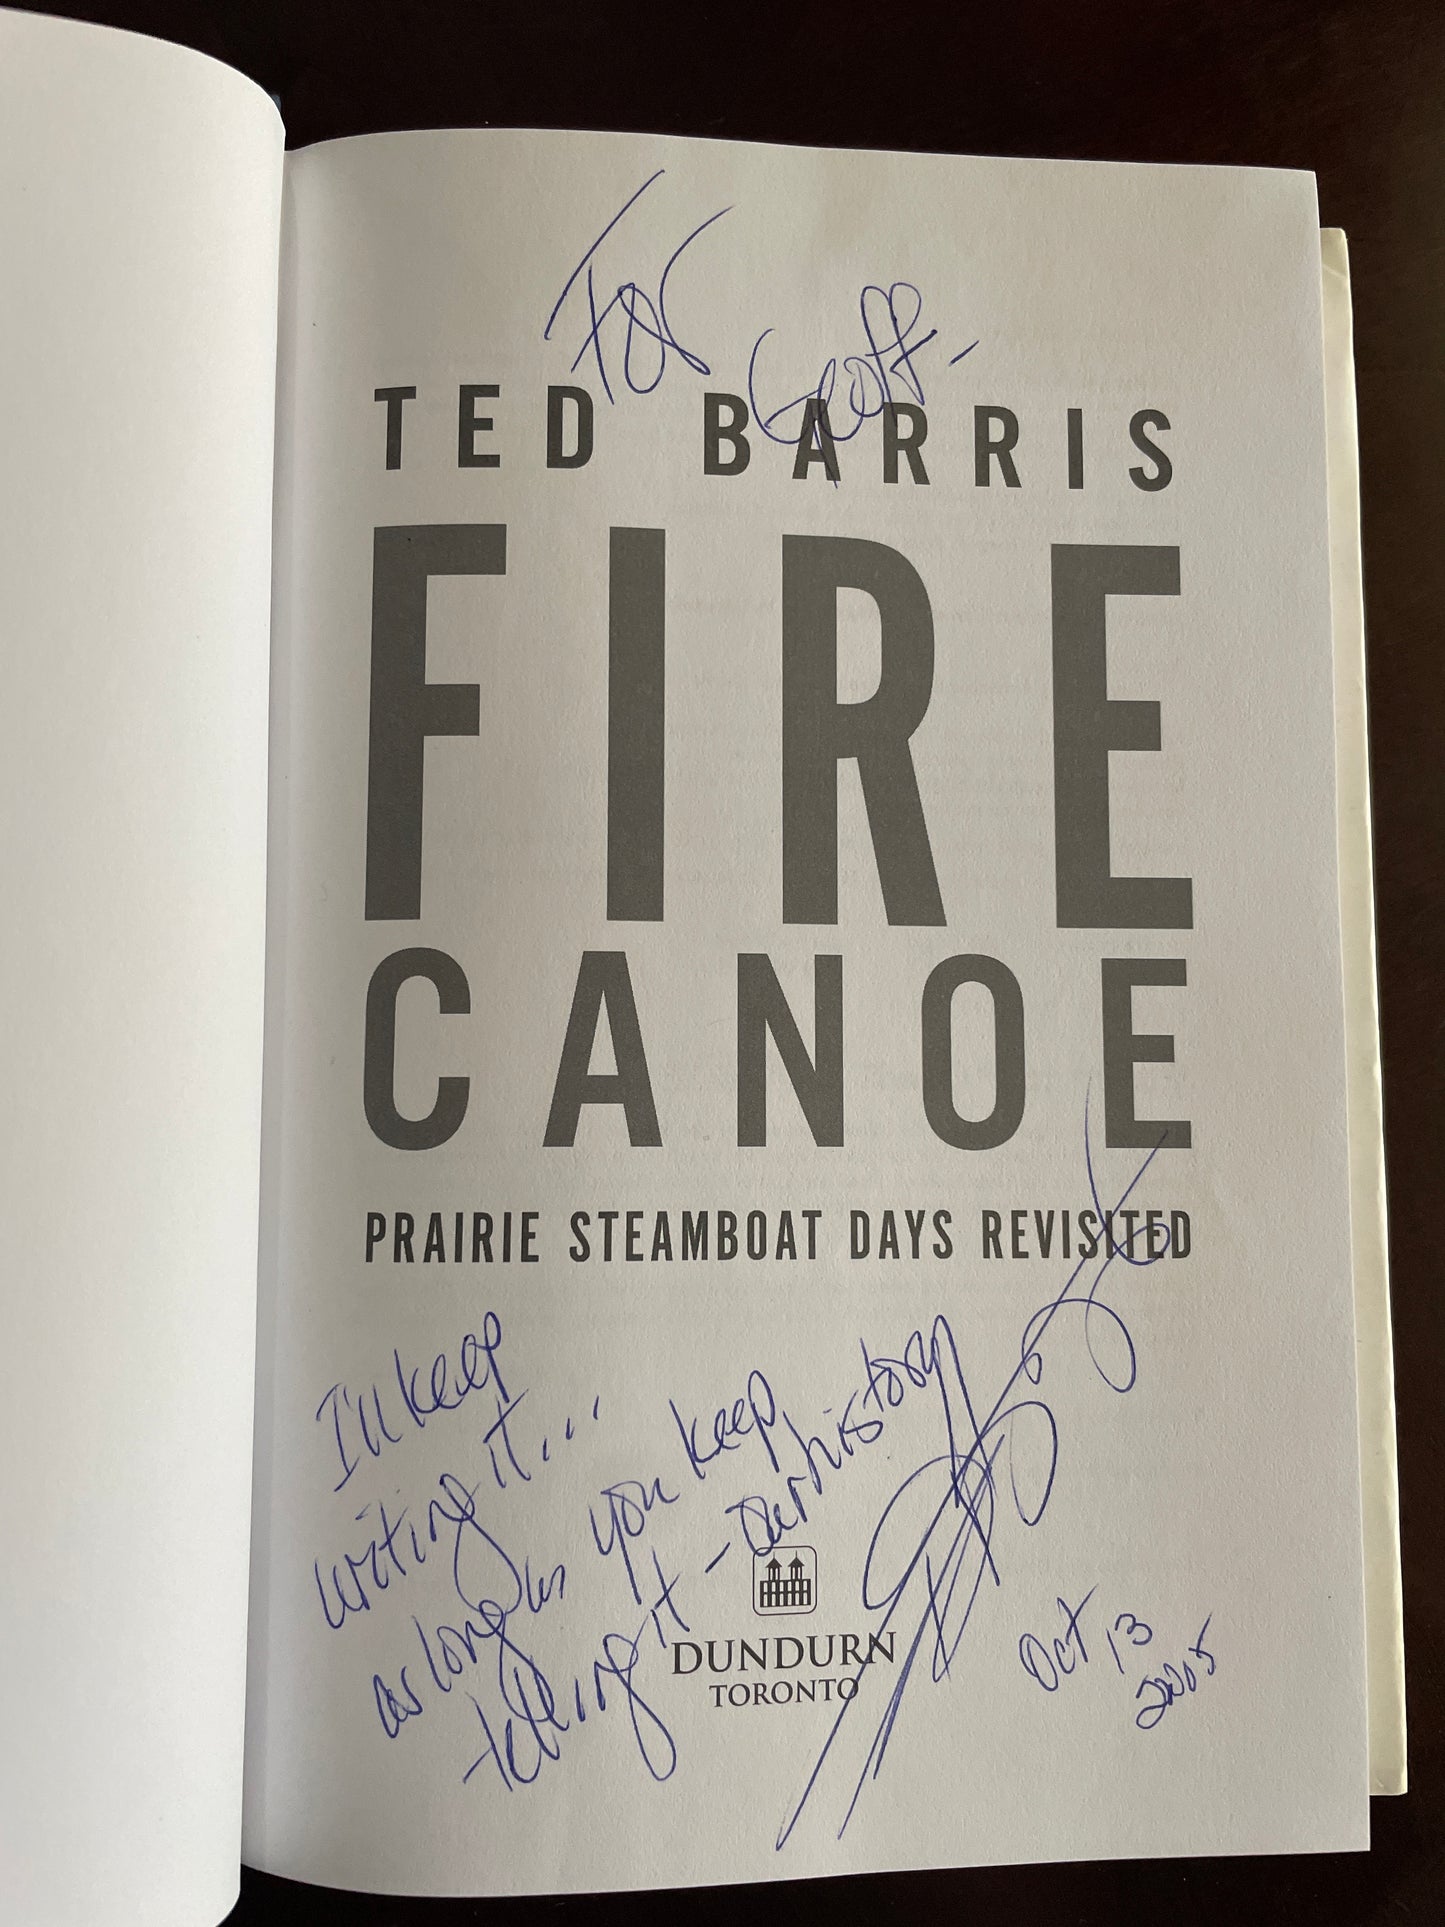 For Geoff-
TED BARRIS
FIRE
CANOE
PRAIRIE STEAMBOAT DAYS REVISITED
I'll keep
writing it...
as long as you keep
telling it - our history
DUNDURN
TORONTO
Oct 13